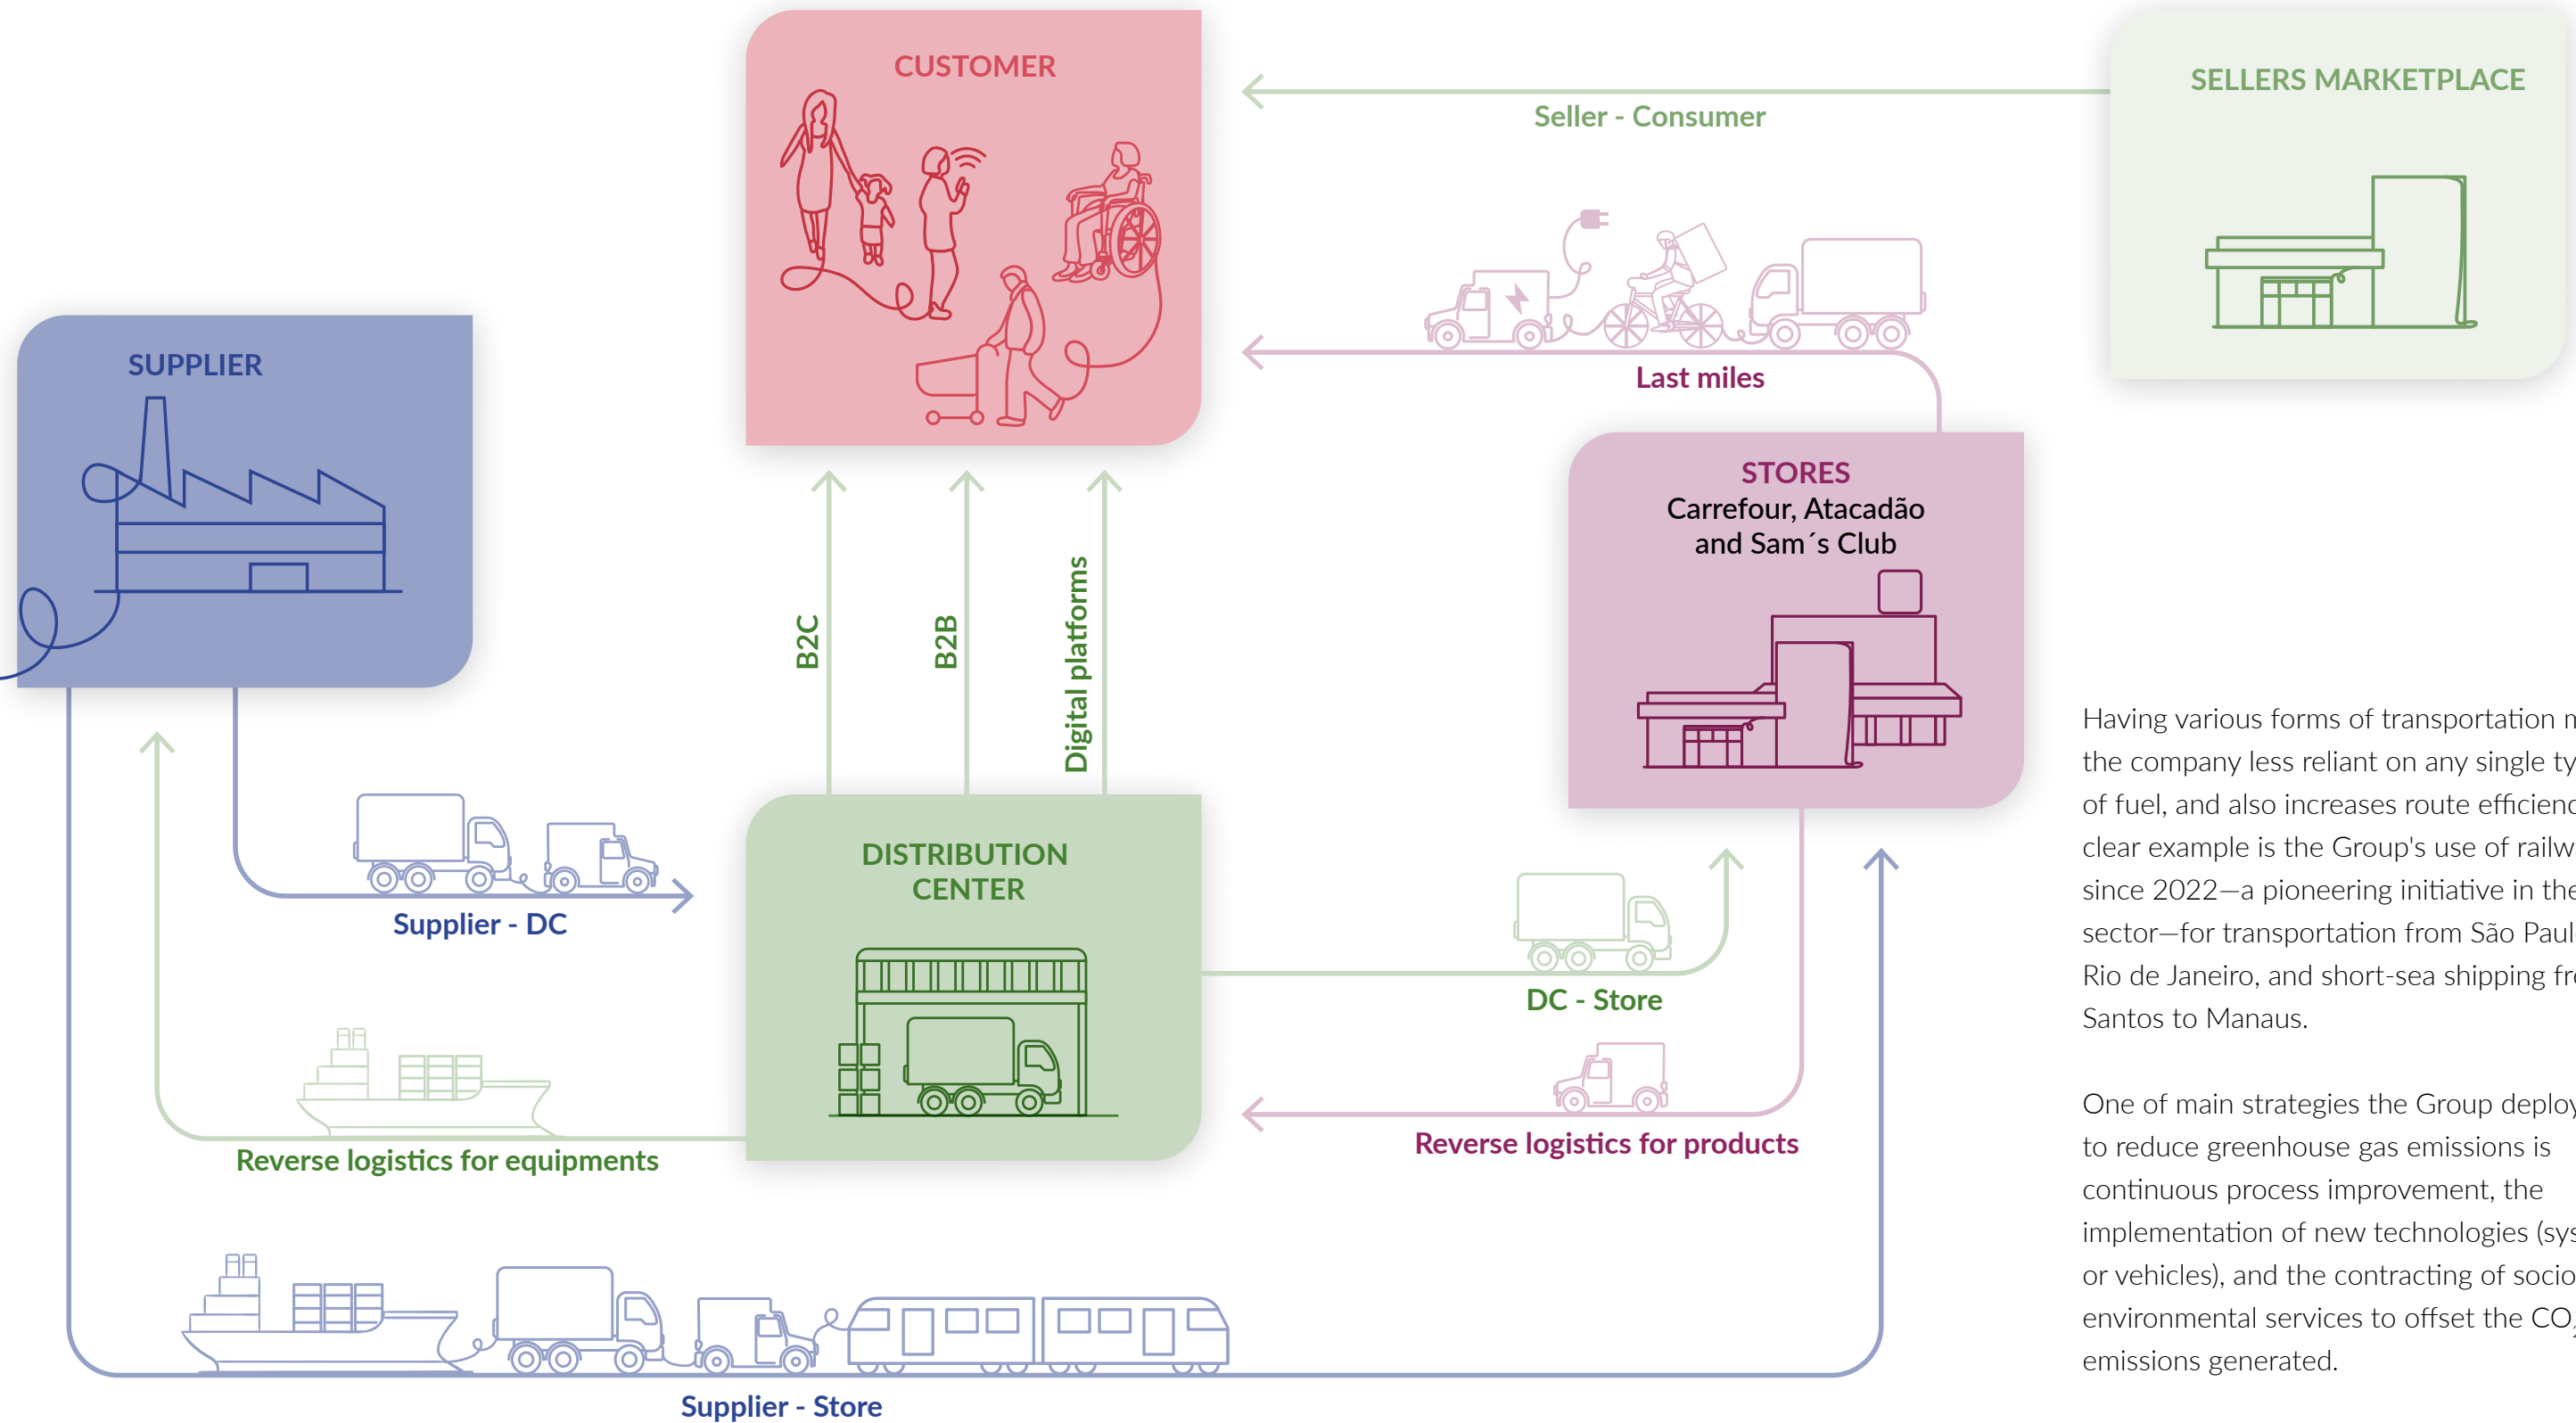 CUSTOMER
SELLERS MARKETPLACE
Seller - Consumer
SUPPLIER
Last miles
STORES
Carrefour, Atacadão
and Sam´s Club
B2C
B2B
Digital platforms
DISTRIBUTION
CENTER
Supplier - DC
DC - Store
Reverse logistics for equipments
Reverse logistics for products
Supplier - Store
Having various forms of transportation
the company less reliant on any single
of fuel, and also increases route
clear example is the Group's use of
since 2022—a pioneering initiative in the
sector—for transportation from São
Rio de Janeiro, and short-sea shipping
Santos to Manaus.
One of main strategies the Group
to reduce greenhouse gas emissions is
continuous process improvement, the
implementation of new technologies
or vehicles), and the contracting of socio
environmental services to offset the CO₂
emissions generated.